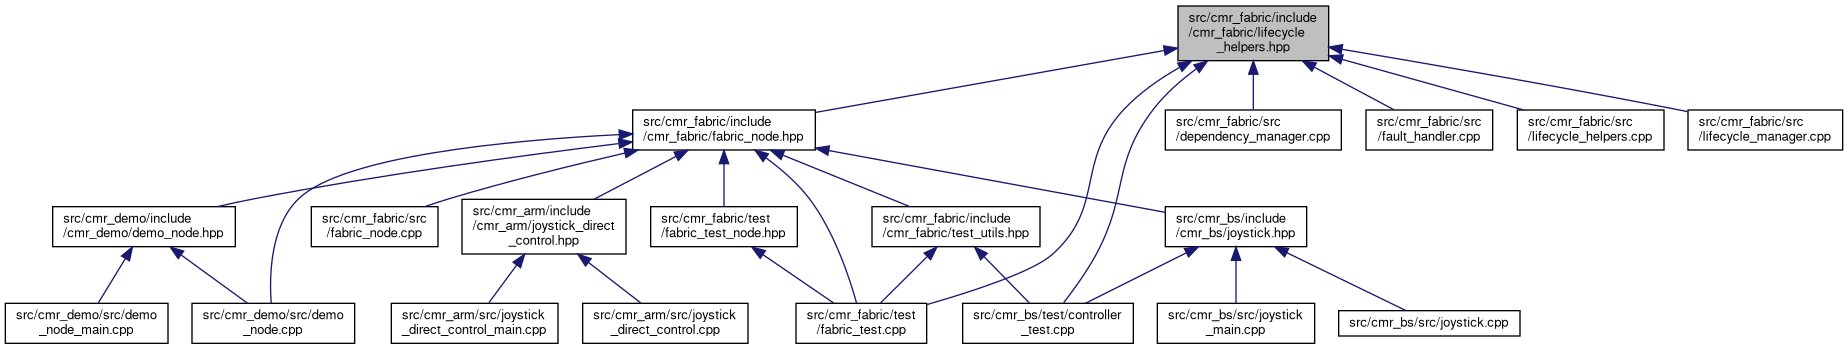 src/cmr_fabric/include
/cmr_fabric/lifecycle
_helpers.hpp
src/cmr_fabric/include
/cmr_fabric/fabric_node.hpp
src/cmr_fabric/src
/dependency_manager.cpp
src/cmr_fabric/src
/fault_handler.cpp
src/cmr_fabric/src
/lifecycle_helpers.cpp
src/cmr_fabric/src
/lifecycle_manager.cpp
src/cmr_demo/include
/cmr_demo/demo_node.hpp
src/cmr_fabric/src
/fabric_node.cpp
src/cmr_arm/include
/cmr_arm/joystick_direct
_control.hpp
src/cmr_fabric/test
/fabric_test_node.hpp
src/cmr_fabric/include
/cmr_fabric/test_utils.hpp
src/cmr_bs/include
/cmr_bs/joystick.hpp
src/cmr_demo/src/demo
_node_main.cpp
src/cmr_demo/src/demo
_node.cpp
src/cmr_arm/src/joystick
_direct_control_main.cpp
src/cmr_arm/src/joystick
_direct_control.cpp
src/cmr_fabric/test
/fabric_test.cpp
src/cmr_bs/test/controller
_test.cpp
src/cmr_bs/src/joystick
_main.cpp
src/cmr_bs/src/joystick.cpp